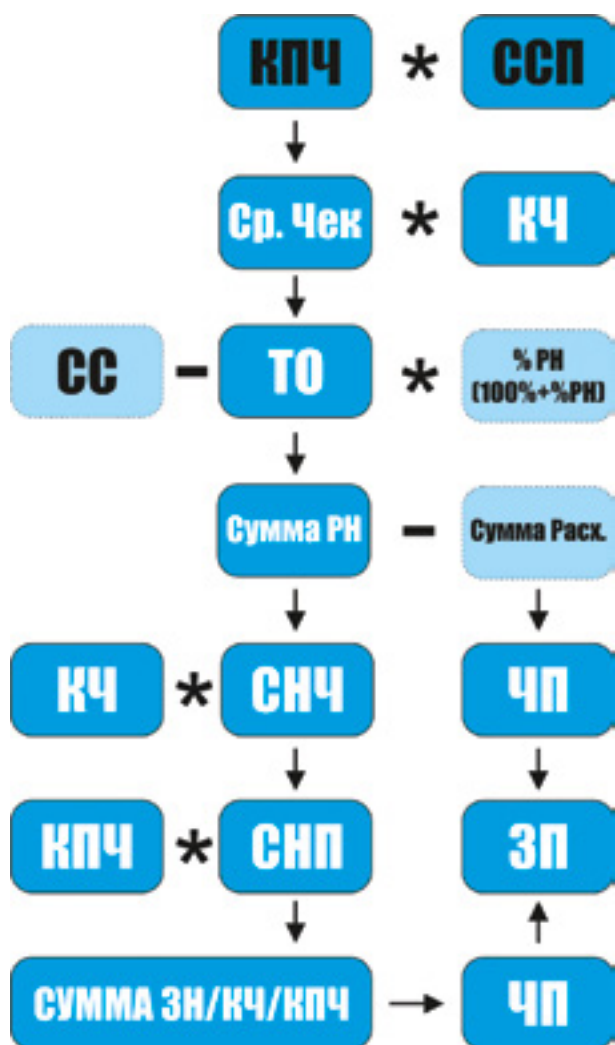 КПЧ * ССП
Ср. Чек * КЧ
СС - ТО * % РН
(100%+%РН)
Сумма РН - Сумма Расх.
КЧ * СНЧ ЧП
КПЧ * СНП ЗП
СУММА ЗН/КЧ/КПЧ ЧП